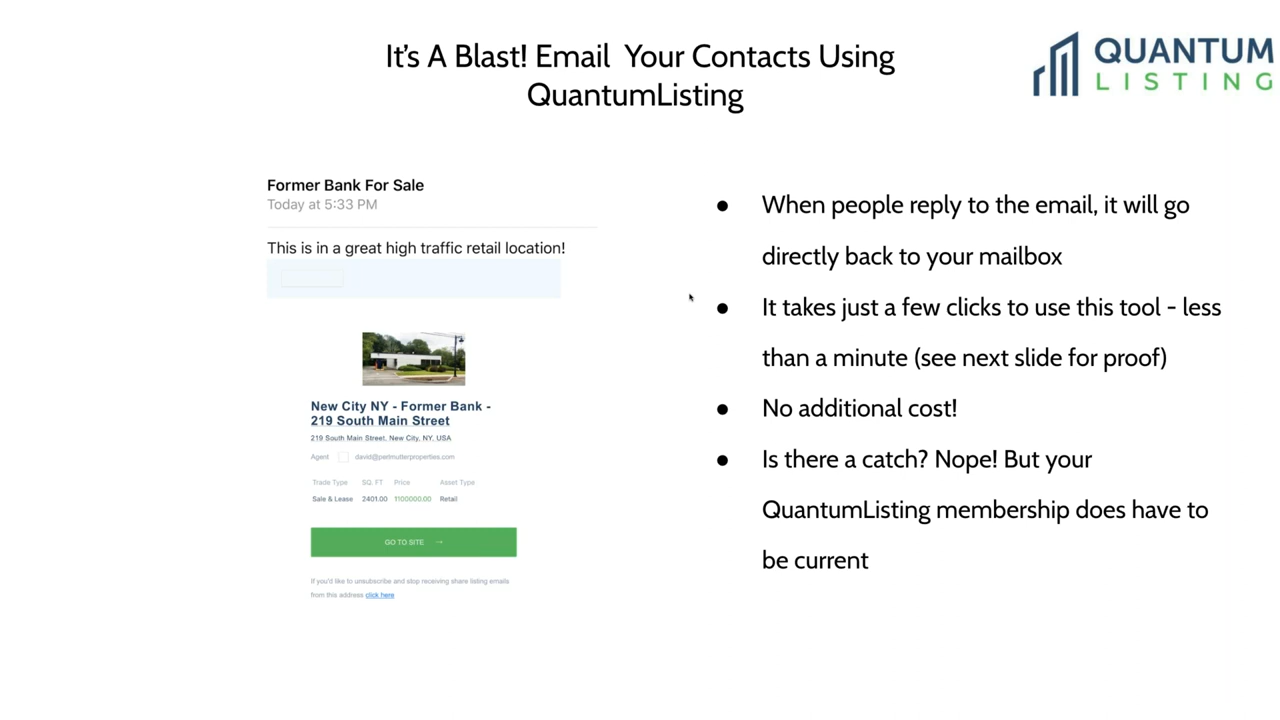 It's A Blast! Email Your Contacts Using
QuantumListing
QUANTUM
LISTING
Former Bank For Sale
Today at 5:33 PM
This is in a great high traffic retail location!
New City NY - Former Bank -
219 South Main Street
219 South Main Street, New City, NY, USA
Agent david@perlmutterproperties.com
Trade Type SQ. FT Price Asset Type
Sale & Lease 2401.00 1100000.00 Retail
GO TO SITE →
If you'd like to unsubscribe and stop receiving share listing emails
from this address click here
● When people reply to the email, it will go
directly back to your mailbox
● It takes just a few clicks to use this tool - less
than a minute (see next slide for proof)
● No additional cost!
● Is there a catch? Nope! But your
QuantumListing membership does have to
be current